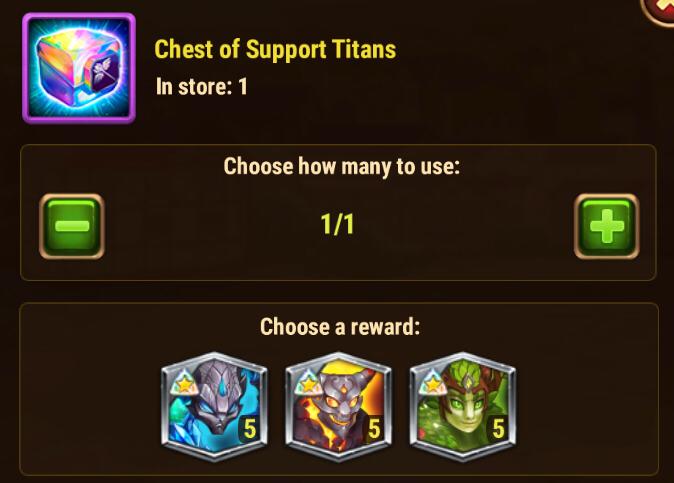 Chest of Support Titans
In store: 1
Choose how many to use:
1/1
Choose a reward:
5 5 5